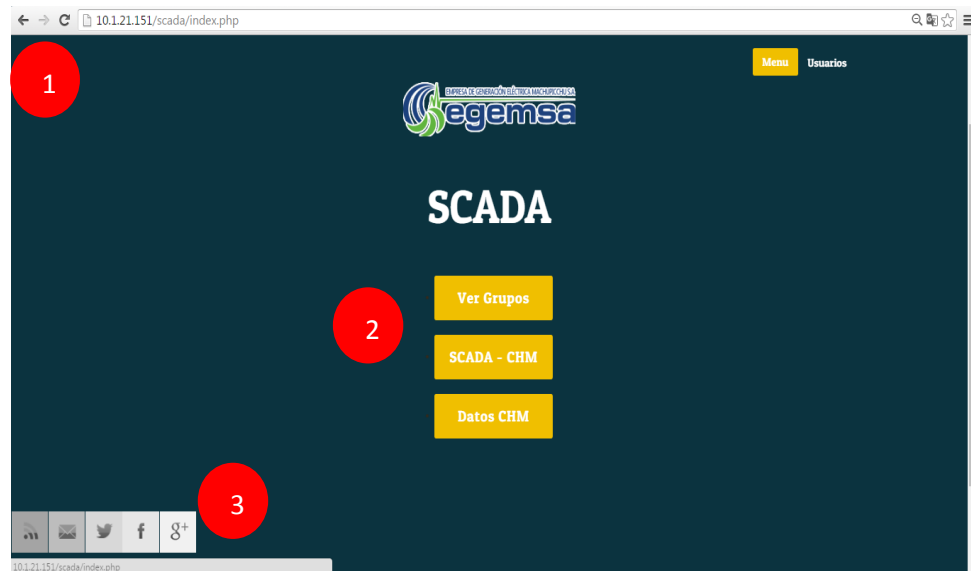 10.1.21.151/scada/index.php
1
Menu Usuarios
EMPRESA DE GENERACIÓN ELÉCTRICA MACHUPICCHU S.A.
egemsa
SCADA
Ver Grupos
2
SCADA - CHM
Datos CHM
3
f g+
10.1.21.151/scada/index.php